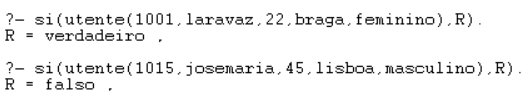 ?- si(utente(1001,laravaz,22,braga,feminino),R).
R = verdadeiro ,
?- si(utente(1015,josemaria,45,lisboa,masculino),R).
R = falso ,